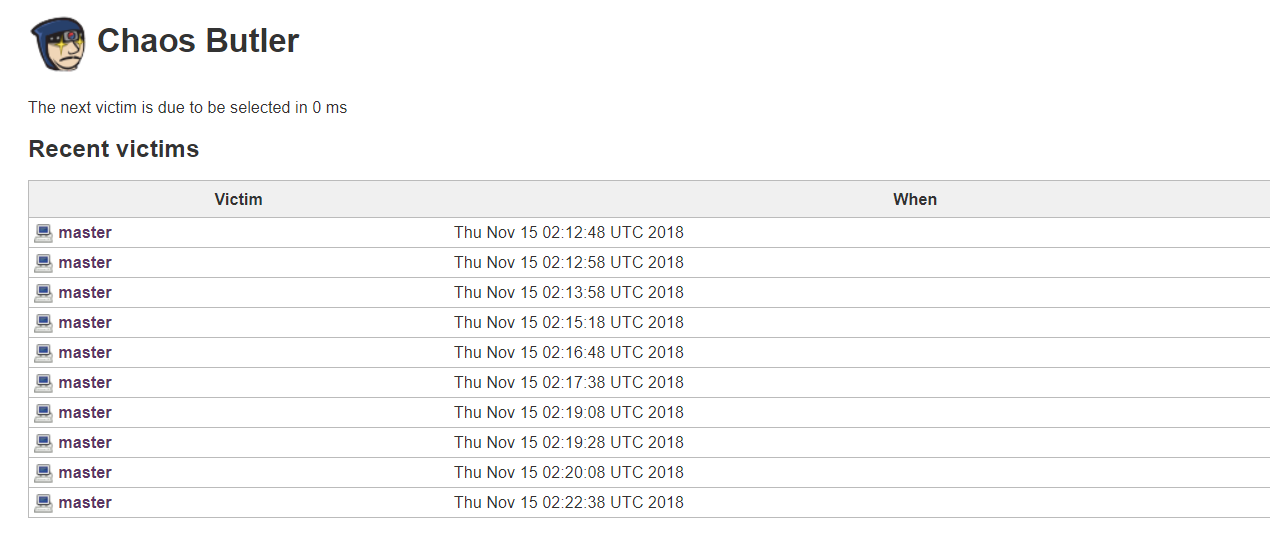 Chaos Butler
The next victim is due to be selected in 0 ms
Recent victims
Victim When
master Thu Nov 15 02:12:48 UTC 2018
master Thu Nov 15 02:12:58 UTC 2018
master Thu Nov 15 02:13:58 UTC 2018
master Thu Nov 15 02:15:18 UTC 2018
master Thu Nov 15 02:16:48 UTC 2018
master Thu Nov 15 02:17:38 UTC 2018
master Thu Nov 15 02:19:08 UTC 2018
master Thu Nov 15 02:19:28 UTC 2018
master Thu Nov 15 02:20:08 UTC 2018
master Thu Nov 15 02:22:38 UTC 2018